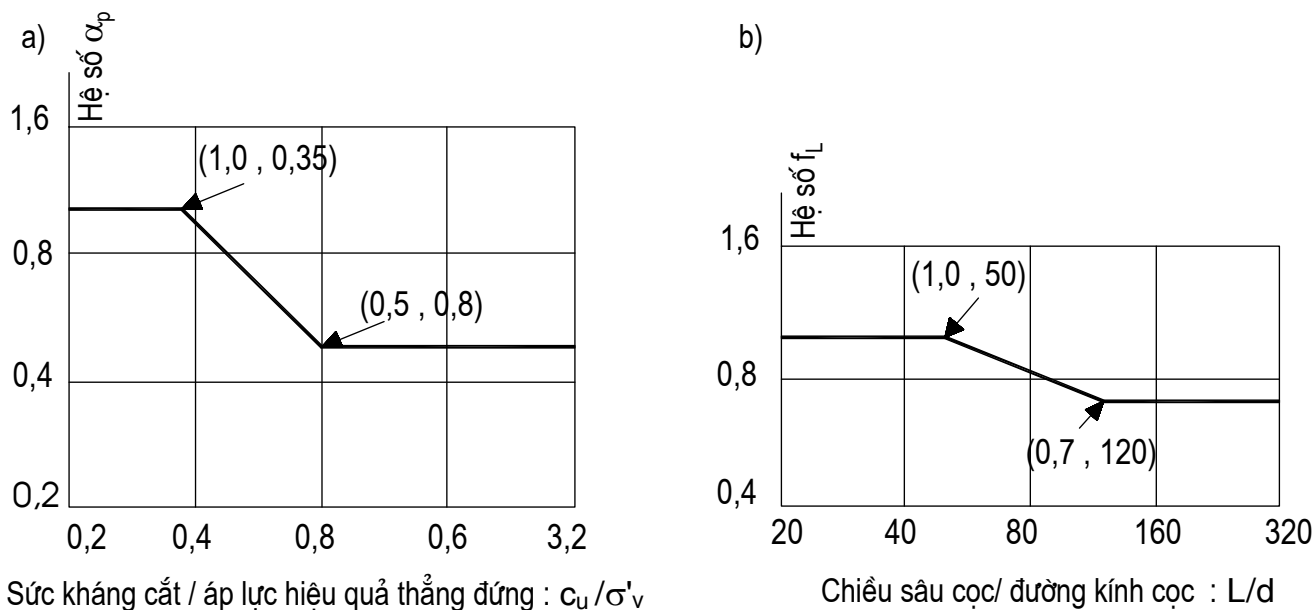 a)
Hệ số αp
1,6
0,8
0,4
0,2
(1,0 , 0,35)
(0,5 , 0,8)
0,2 0,4 0,8 0,6 3,2
Sức kháng cắt / áp lực hiệu quả thẳng đứng : cu /σ'v
b)
Hệ số fL
1,6
0,8
0,4
(1,0 , 50)
(0,7 , 120)
20 40 80 160 320
Chiều sâu cọc/ đường kính cọc : L/d